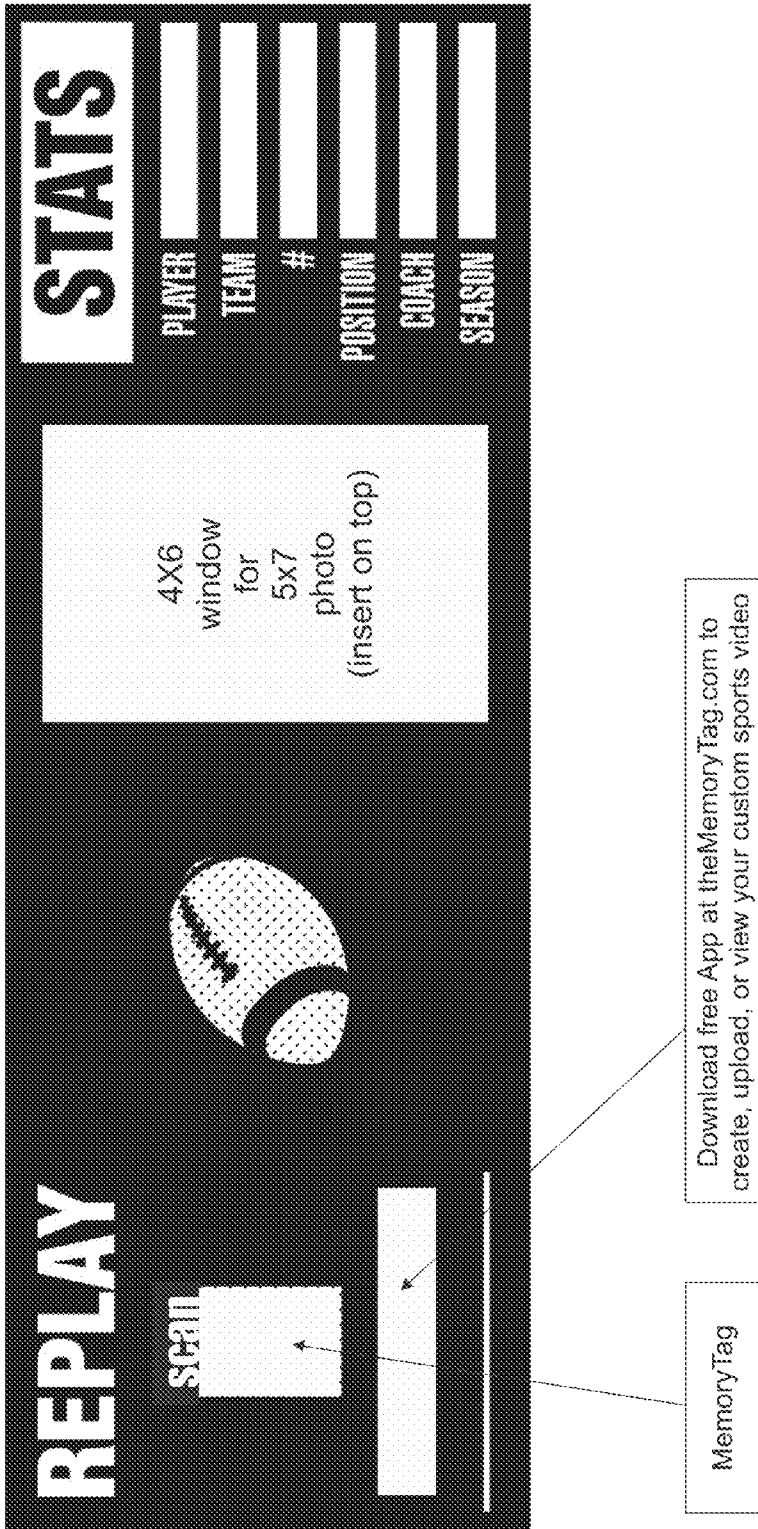 REPLAY
scan
4X6
window
for
5x7
photo
(insert on top)
STATS
PLAYER
TEAM
#
POSITION
COACH
SEASON
MemoryTag
Download free App at theMemoryTag.com to
create, upload, or view your custom sports video